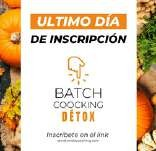 ULTIMO DÍA
DE INSCRIPCIÓN
BATCH
COOCKING
DÉTOX
Inscríbete en el link